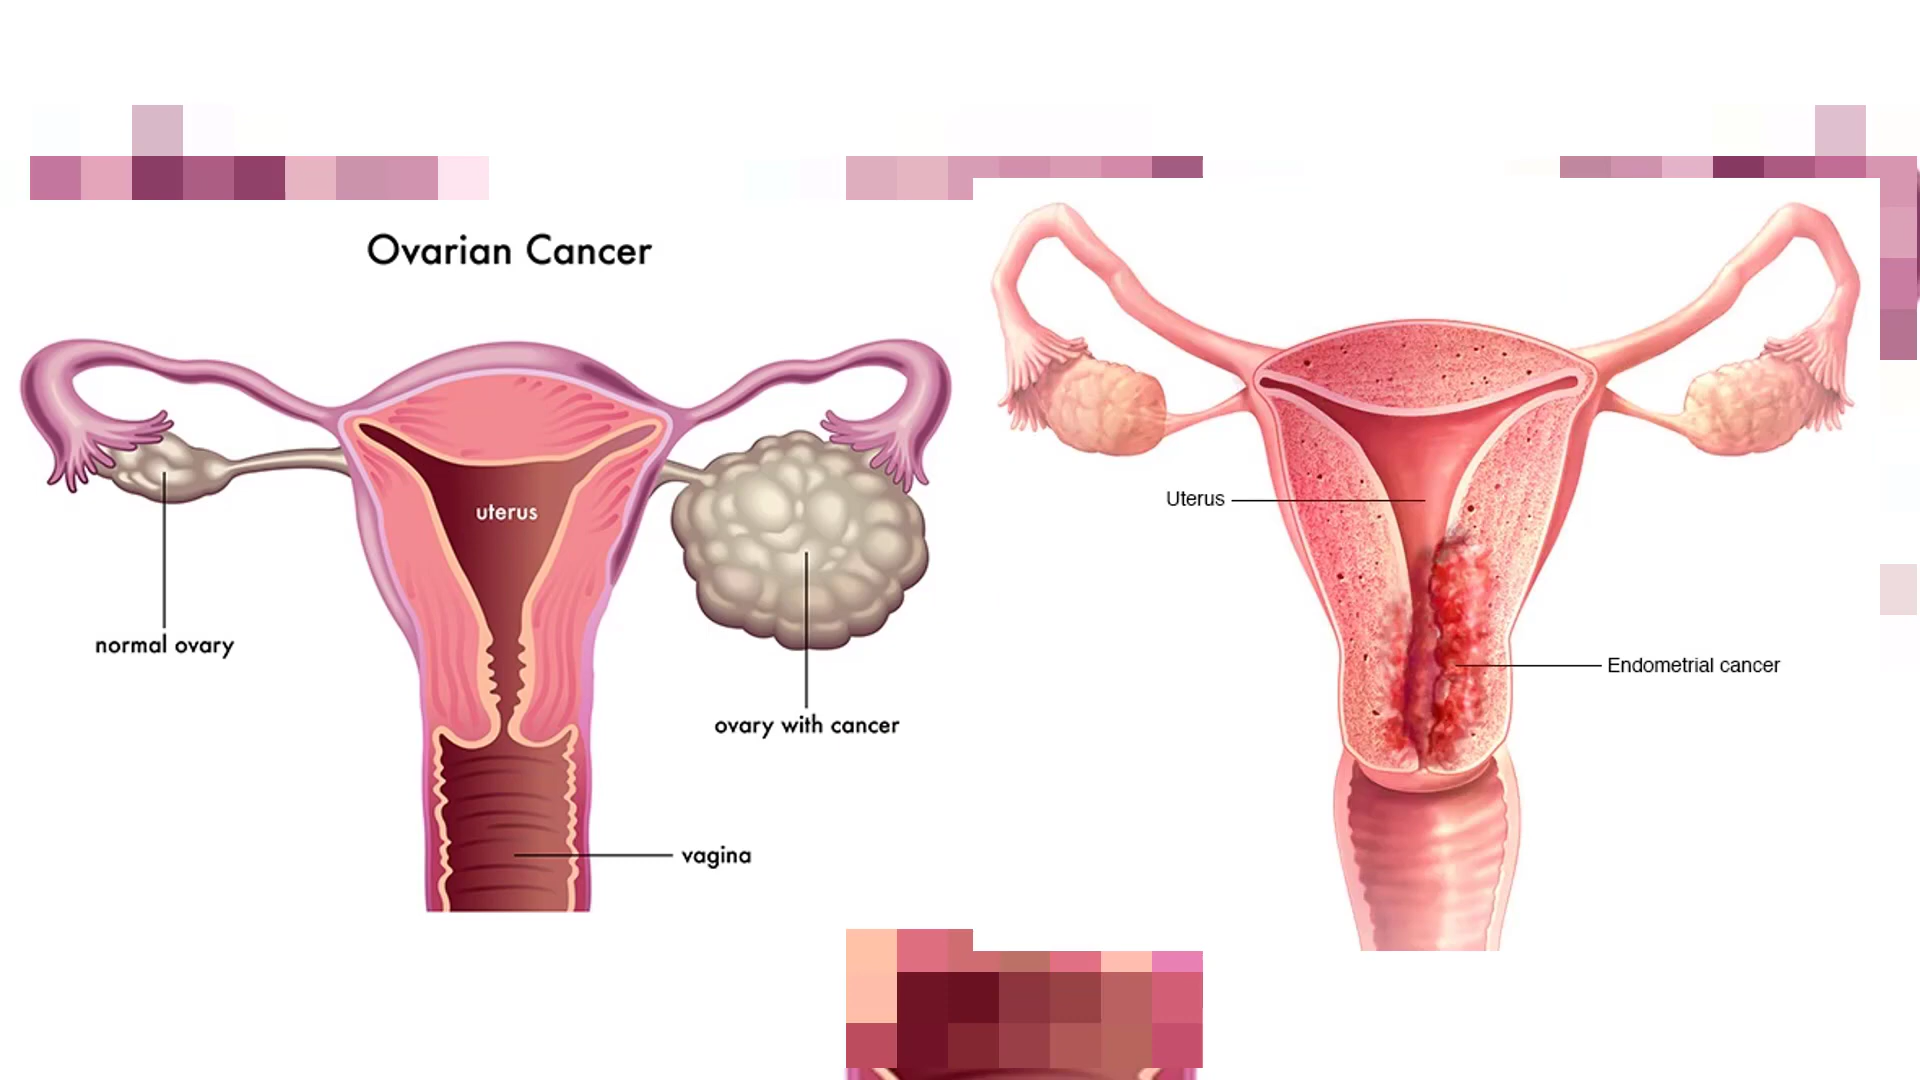 Ovarian Cancer
uterus
normal ovary
ovary with cancer
vagina
Uterus
Endometrial cancer